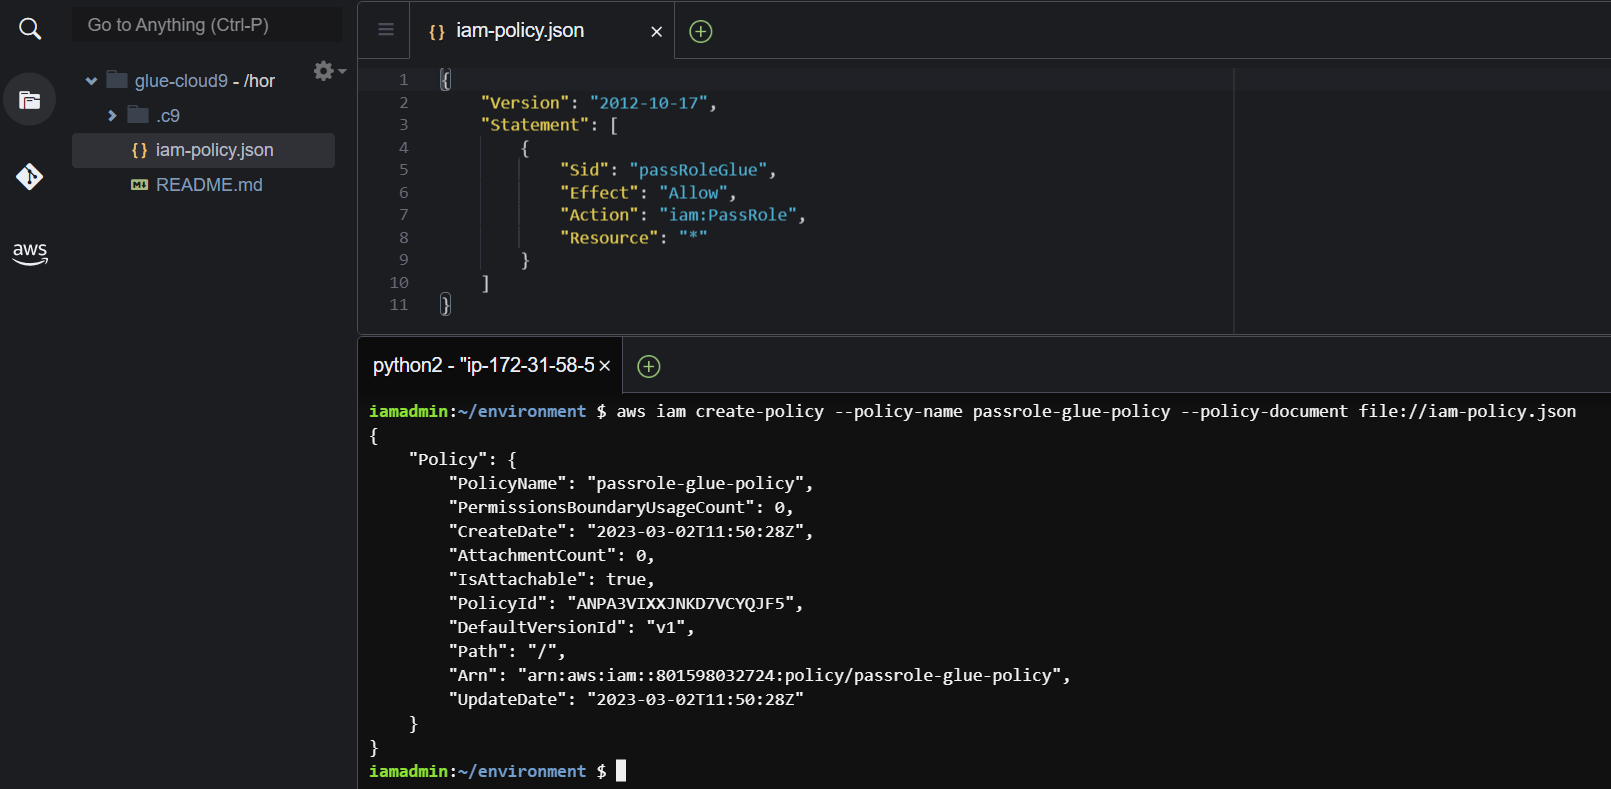 Go to Anything (Ctrl-P)
glue-cloud9 - /hor
.c9
{} iam-policy.json
M↓ README.md
aws
{} iam-policy.json ×
1 {
2     "Version": "2012-10-17",
3     "Statement": [
4         {
5             "Sid": "passRoleGlue",
6             "Effect": "Allow",
7             "Action": "iam:PassRole",
8             "Resource": "*"
9         }
10     ]
11 }
python2 - "ip-172-31-58-5 ×
iamadmin:~/environment $ aws iam create-policy --policy-name passrole-glue-policy --policy-document file://iam-policy.json
{
    "Policy": {
        "PolicyName": "passrole-glue-policy",
        "PermissionsBoundaryUsageCount": 0,
        "CreateDate": "2023-03-02T11:50:28Z",
        "AttachmentCount": 0,
        "IsAttachable": true,
        "PolicyId": "ANPA3VIXXJNKD7VCYQJF5",
        "DefaultVersionId": "v1",
        "Path": "/",
        "Arn": "arn:aws:iam::801598032724:policy/passrole-glue-policy",
        "UpdateDate": "2023-03-02T11:50:28Z"
    }
}
iamadmin:~/environment $